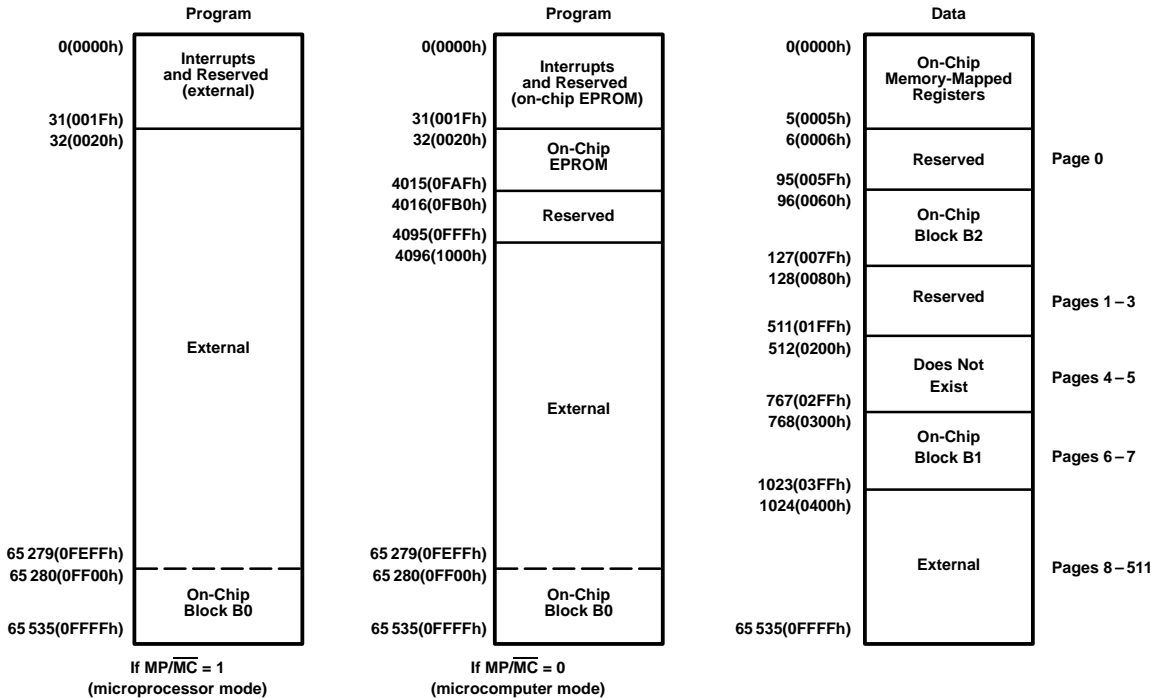 Program
0(0000h)
Interrupts
and Reserved
(external)
31(001Fh)
32(0020h)
External
65 279(0FEFFh)
65 280(0FF00h)
On-Chip
Block B0
65 535(0FFFFh)
If MP/M̅C̅ = 1
(microprocessor mode)
Program
0(0000h)
Interrupts
and Reserved
(on-chip EPROM)
31(001Fh)
32(0020h)
On-Chip
EPROM
4015(0FAFh)
4016(0FB0h)
Reserved
4095(0FFFh)
4096(1000h)
External
65 279(0FEFFh)
65 280(0FF00h)
On-Chip
Block B0
65 535(0FFFFh)
If MP/M̅C̅ = 0
(microcomputer mode)
Data
0(0000h)
On-Chip
Memory-Mapped
Registers
5(0005h)
6(0006h)
Reserved
Page 0
95(005Fh)
96(0060h)
On-Chip
Block B2
127(007Fh)
128(0080h)
Reserved
Pages 1 – 3
511(01FFh)
512(0200h)
Does Not
Exist
Pages 4 – 5
767(02FFh)
768(0300h)
On-Chip
Block B1
Pages 6 – 7
1023(03FFh)
1024(0400h)
External
Pages 8 – 511
65 535(0FFFFh)